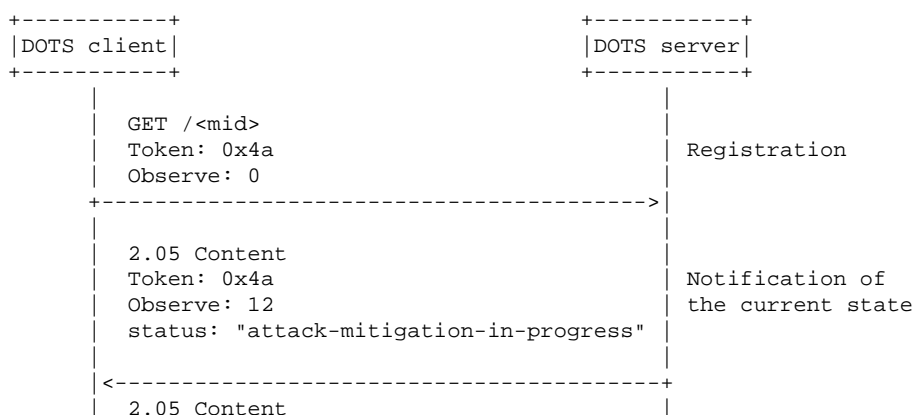 +-----------+                              +-----------+
|DOTS client|                              |DOTS server|
+-----------+                              +-----------+
      |                                          |
      |  GET /<mid>                              |
      |  Token: 0x4a                             | Registration
      |  Observe: 0                              |
      +----------------------------------------->|
      |                                          |
      |  2.05 Content                            |
      |  Token: 0x4a                             | Notification of
      |  Observe: 12                             | the current state
      |  status: "attack-mitigation-in-progress" |
      |                                          |
      |<-----------------------------------------+
      |  2.05 Content                            |